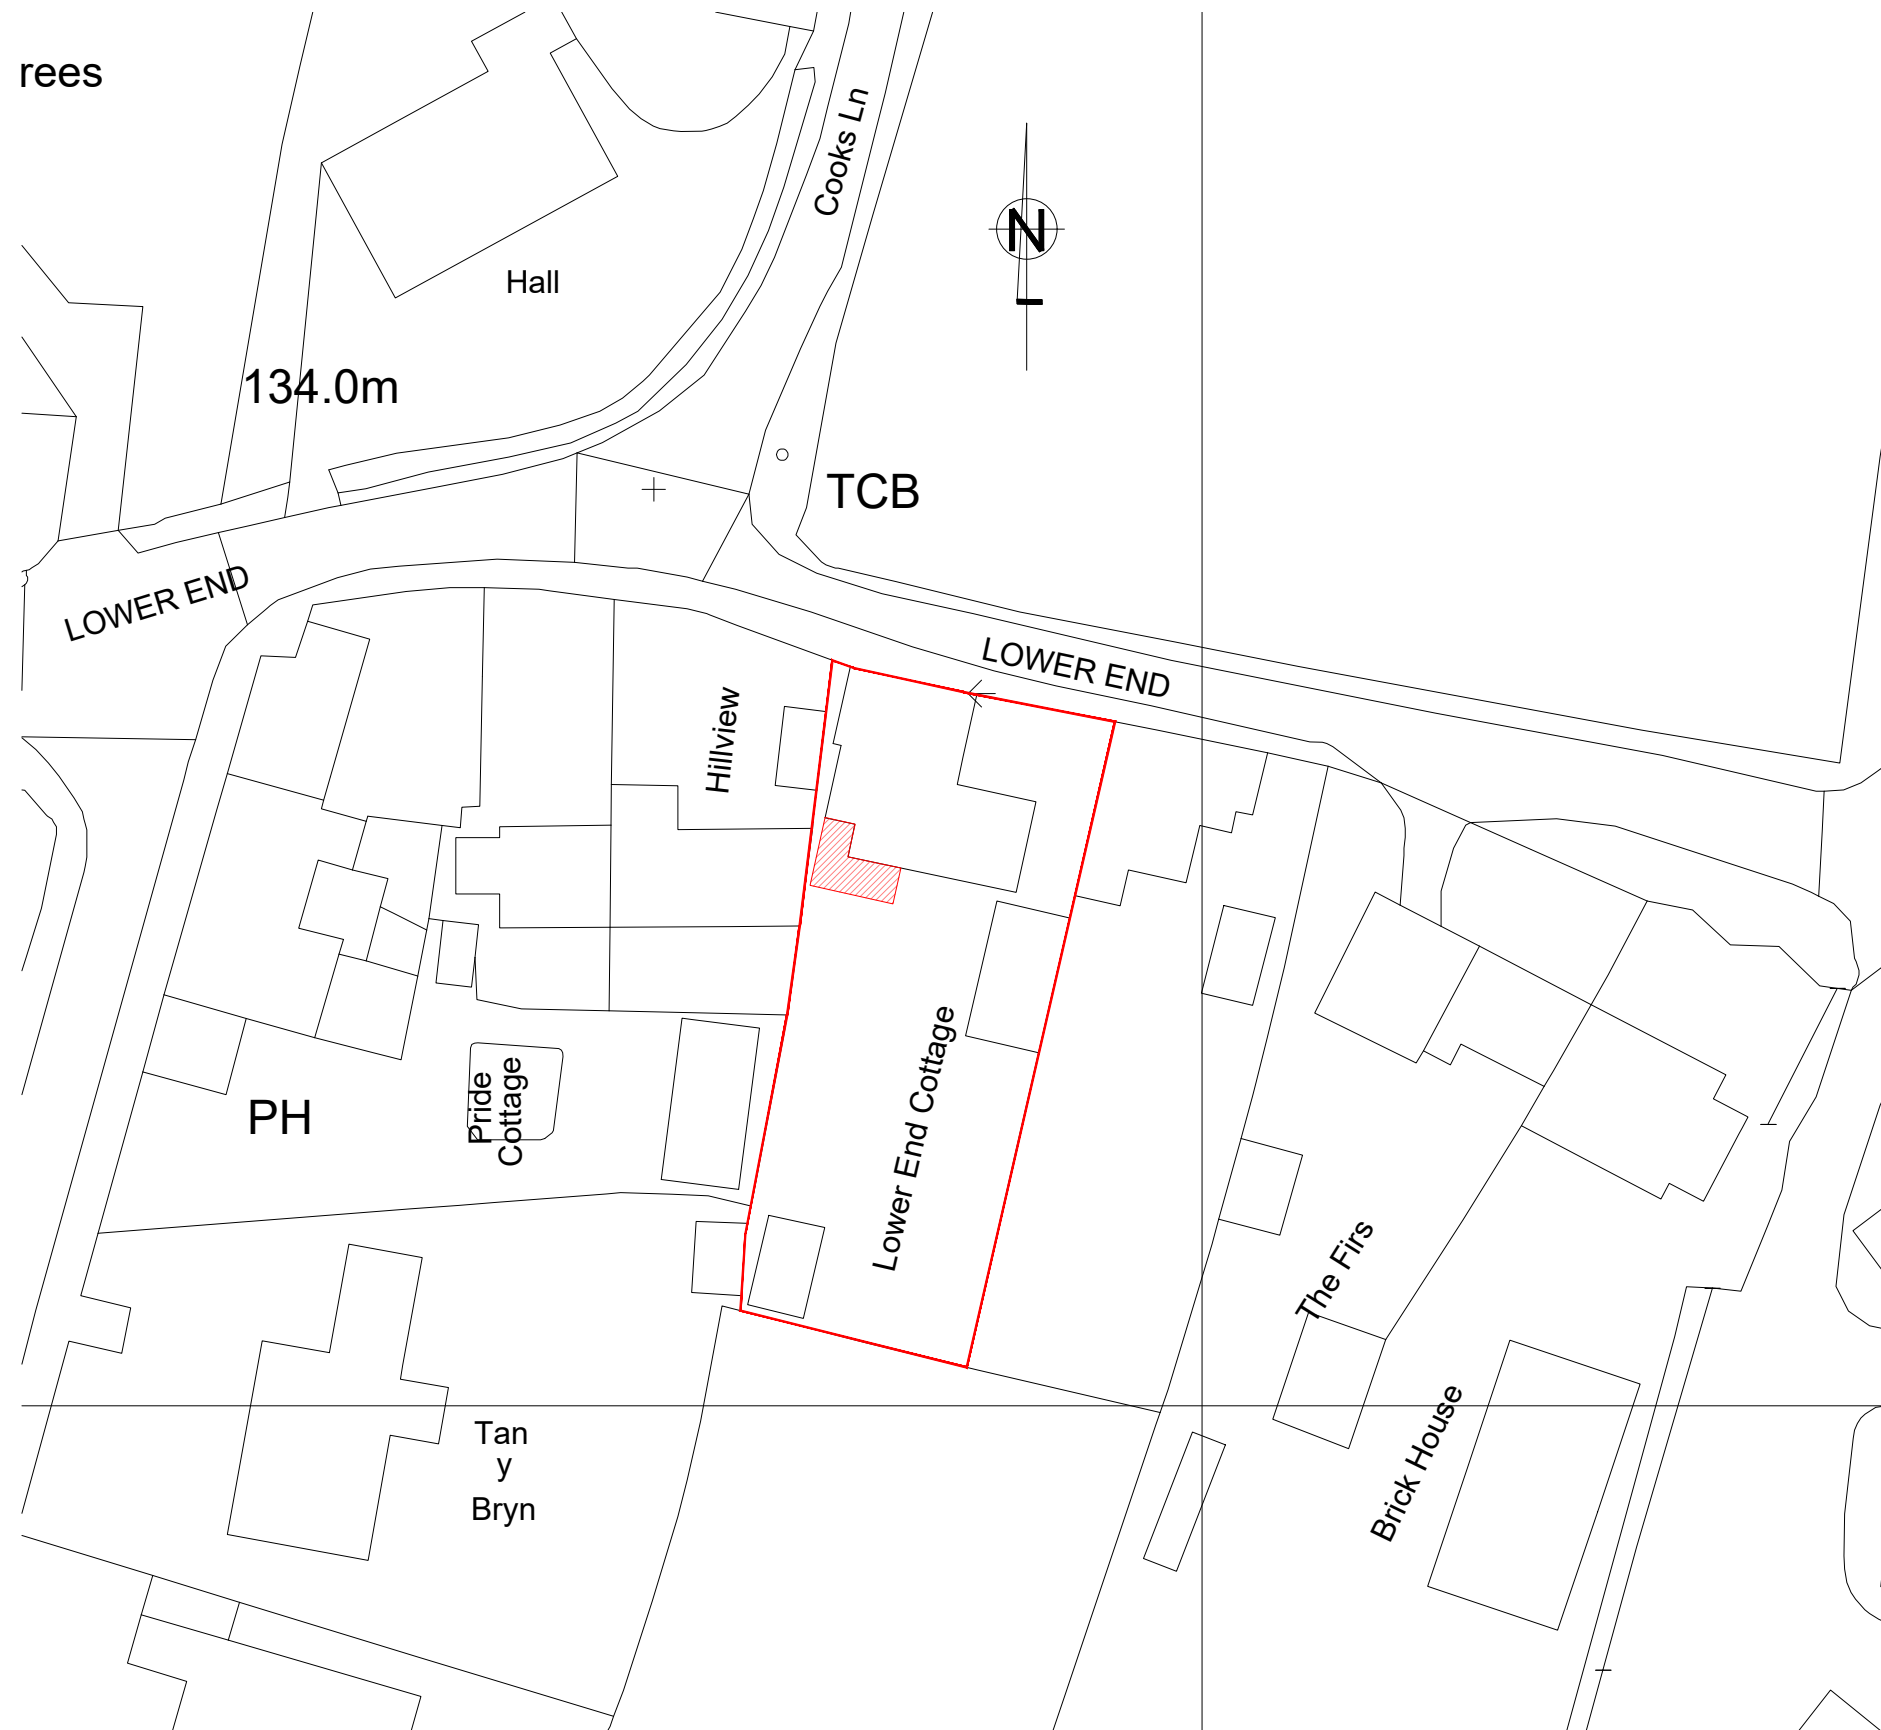 rees
Cooks Ln
N
Hall
134.0m
TCB
LOWER END
LOWER END
Hillview
Lower End Cottage
Pride
Cottage
PH
The Firs
Brick House
Tan
y
Bryn